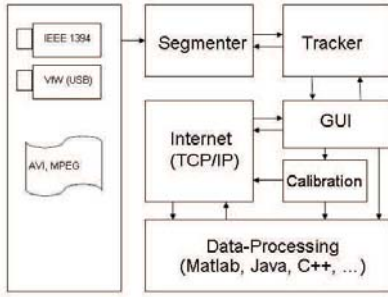 IEEE 1394
VfW (USB)
AVI, MPEG
Segmenter
Tracker
Internet
(TCP/IP)
GUI
Calibration
Data-Processing
(Matlab, Java, C++, ...)